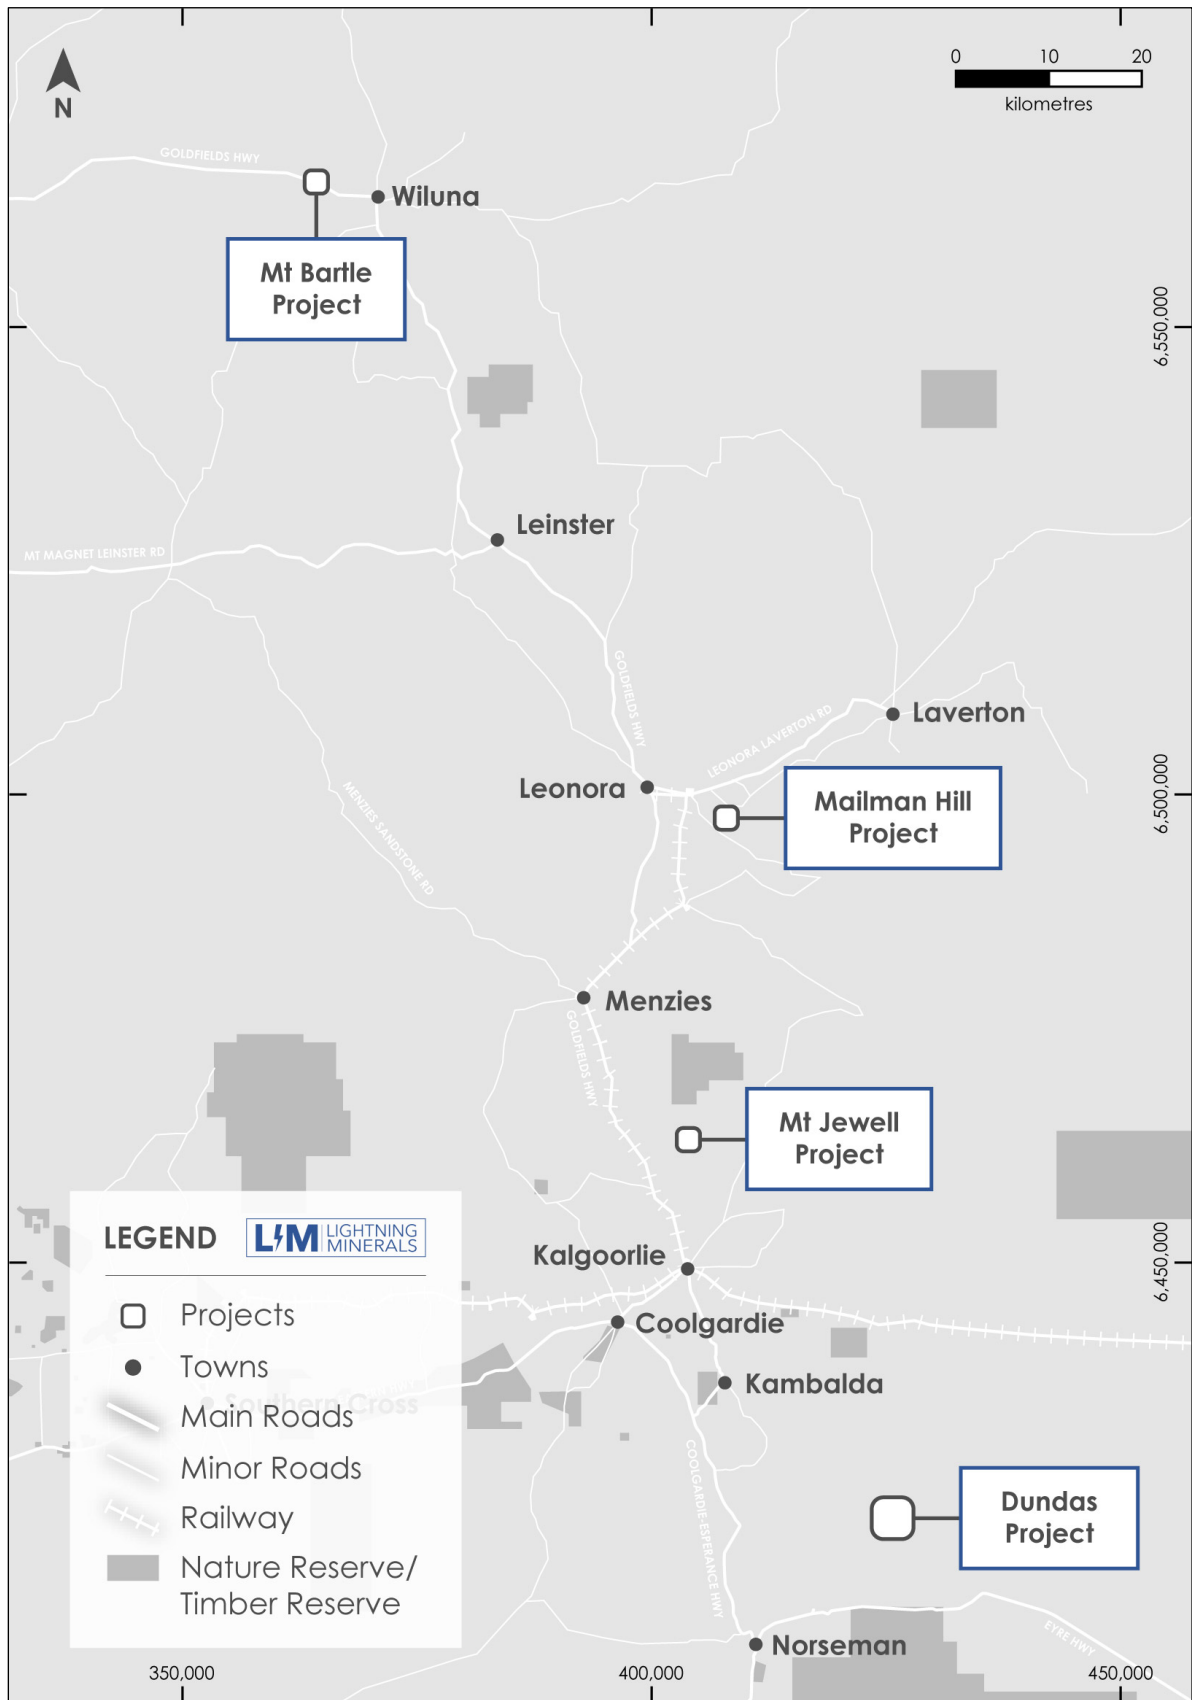 N
0 10 20
kilometres
GOLDFIELDS HWY
Wiluna
Mt Bartle
Project
6,550,000
Leinster
MT MAGNET LEINSTER RD
GOLDFIELDS HWY
Laverton
LEONORA LAVERTON RD
Leonora
Mailman Hill
Project
6,500,000
MENZIES SANDSTONE RD
Menzies
GOLDFIELDS HWY
Mt Jewell
Project
LEGEND
LM LIGHTNING
MINERALS
Kalgoorlie
6,450,000
Projects
Coolgardie
Towns
Kambalda
Southern Cross
Main Roads
Minor Roads
COOLGARDIE-ESPERANCE HWY
Railway
Dundas
Project
Nature Reserve/
Timber Reserve
EYRE HWY
Norseman
350,000 400,000 450,000